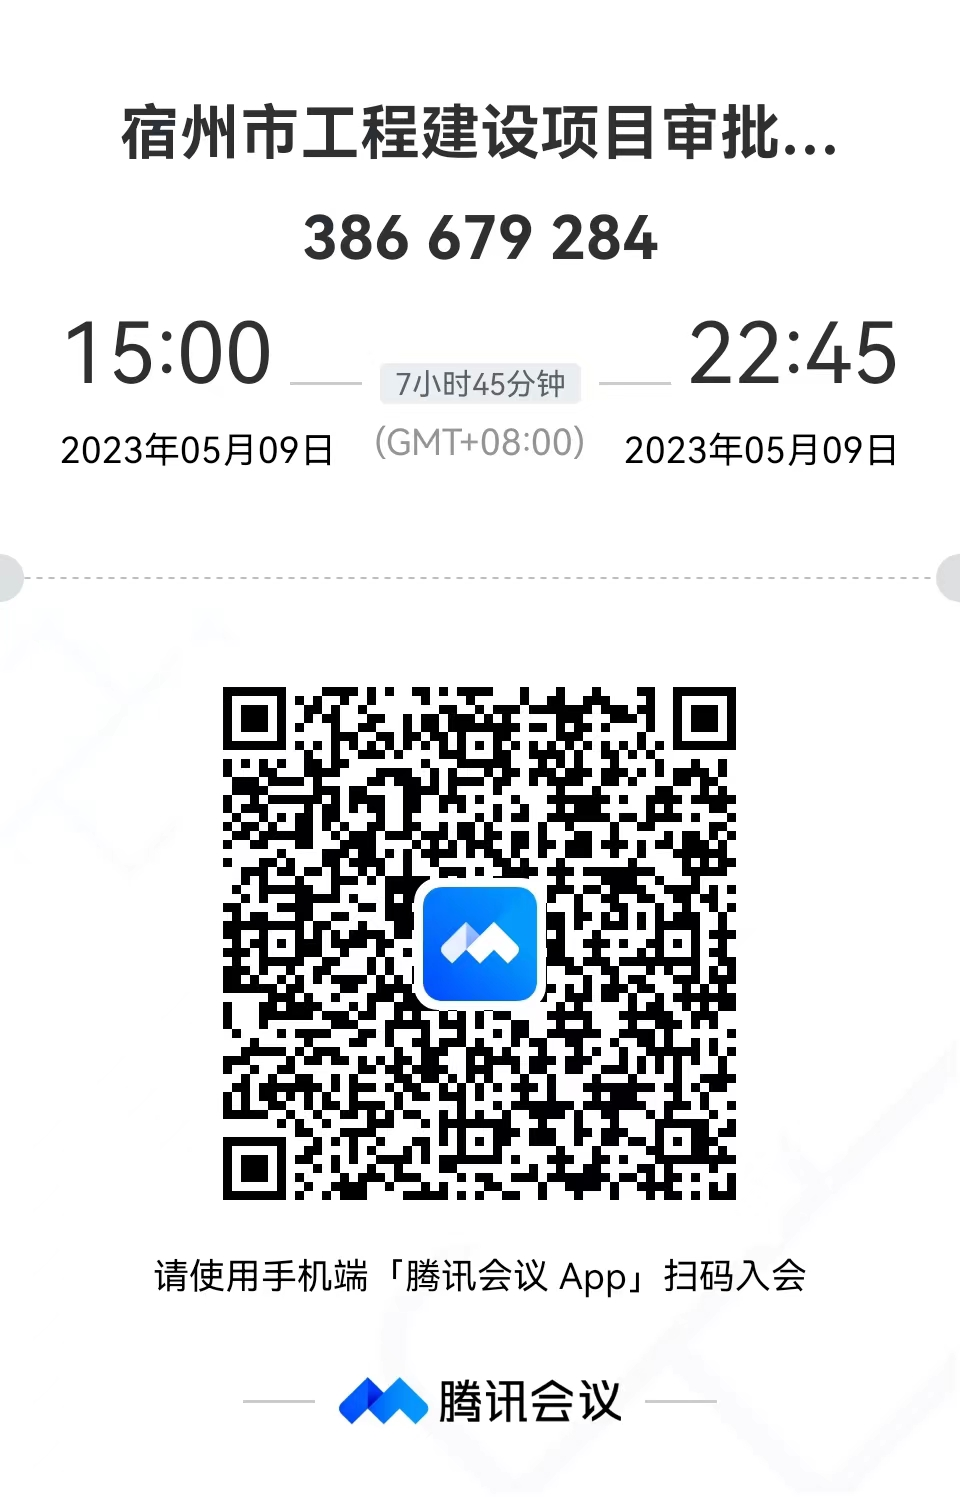 宿州市工程建设项目审批...
386 679 284
15:00 7小时45分钟 22:45
2023年05月09日 (GMT+08:00) 2023年05月09日
请使用手机端「腾讯会议 App」扫码入会
腾讯会议